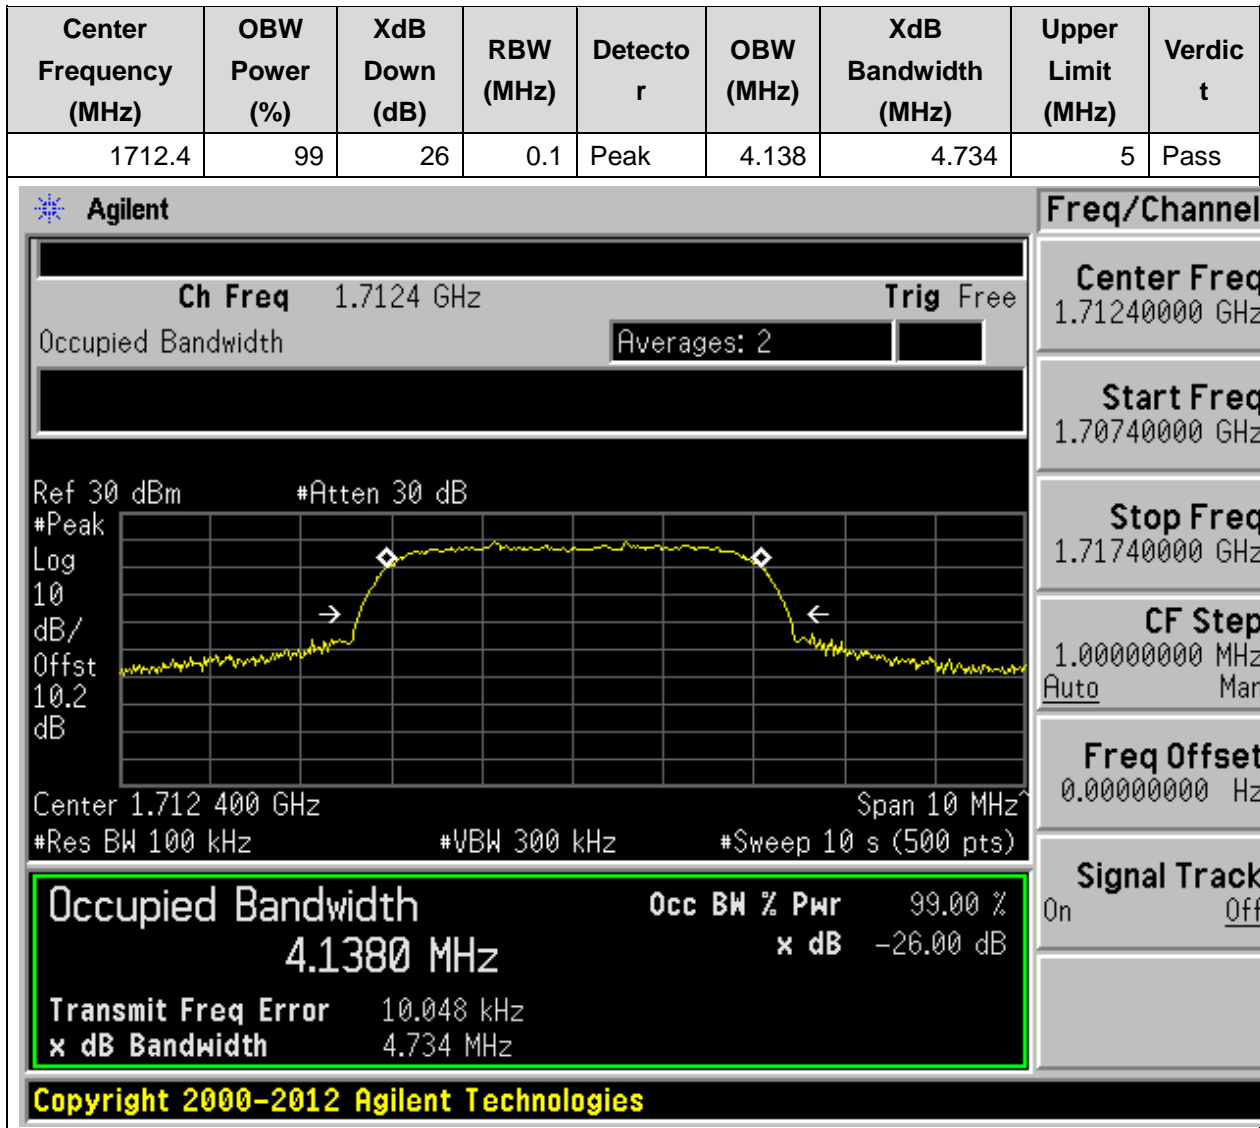 Center Frequency (MHz) OBW Power (%) XdB Down (dB) RBW (MHz) Detecto r OBW (MHz) XdB Bandwidth (MHz) Upper Limit (MHz) Verdic t
1712.4 99 26 0.1 Peak 4.138 4.734 5 Pass
Agilent
Ch Freq 1.7124 GHz Trig Free
Occupied Bandwidth Averages: 2
Ref 30 dBm #Atten 30 dB
#Peak
Log
10
dB/
Offst
10.2
dB
Center 1.712 400 GHz Span 10 MHz^
#Res BW 100 kHz #VBW 300 kHz #Sweep 10 s (500 pts)
Occupied Bandwidth Occ BW % Pwr 99.00 %
4.1380 MHz x dB -26.00 dB
Transmit Freq Error 10.048 kHz
x dB Bandwidth 4.734 MHz
Copyright 2000-2012 Agilent Technologies
Freq/Channel
Center Freq
1.71240000 GHz
Start Freq
1.70740000 GHz
Stop Freq
1.71740000 GHz
CF Step
1.00000000 MHz
Auto Man
Freq Offset
0.00000000 Hz
Signal Track
On Off